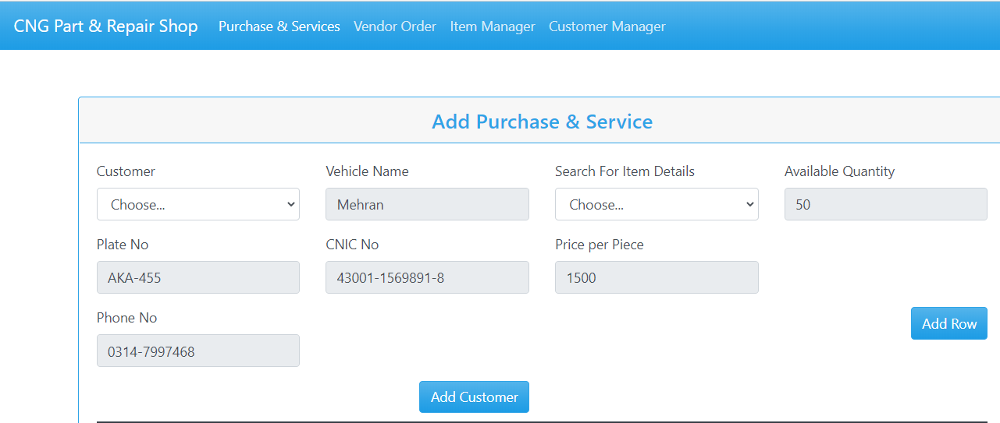 CNG Part & Repair Shop Purchase & Services Vendor Order Item Manager Customer Manager
Add Purchase & Service
Customer Vehicle Name Search For Item Details Available Quantity
Choose... Mehran Choose... 50
Plate No CNIC No Price per Piece
AKA-455 43001-1569891-8 1500
Phone No
Add Row
0314-7997468
Add Customer